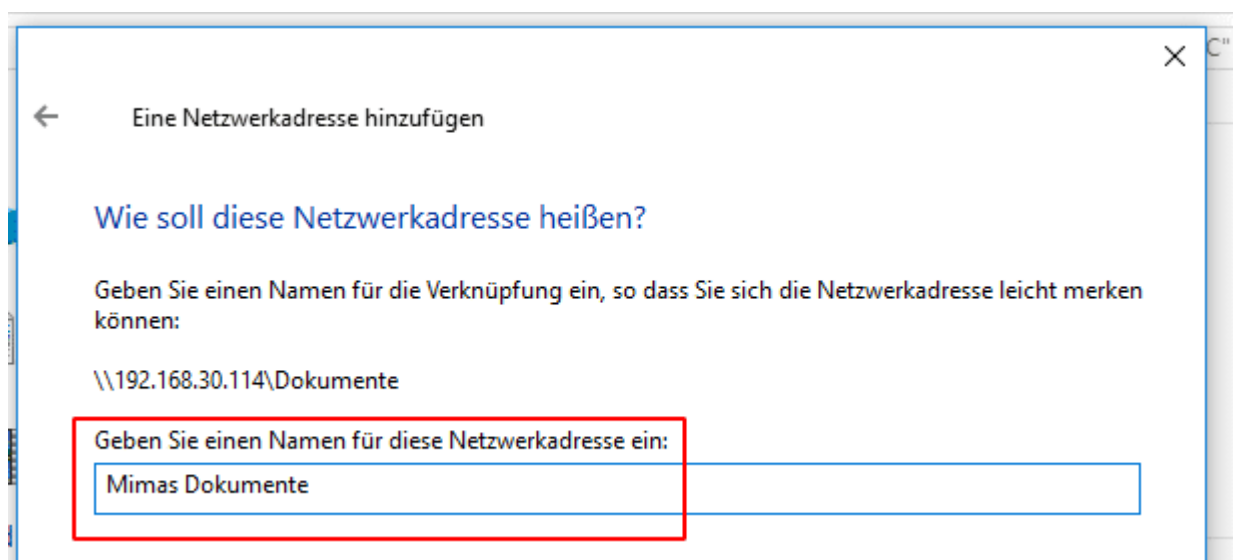 C"
Eine Netzwerkadresse hinzufügen
Wie soll diese Netzwerkadresse heißen?
Geben Sie einen Namen für die Verknüpfung ein, so dass Sie sich die Netzwerkadresse leicht merken
können:
\\192.168.30.114\Dokumente
Geben Sie einen Namen für diese Netzwerkadresse ein:
Mimas Dokumente